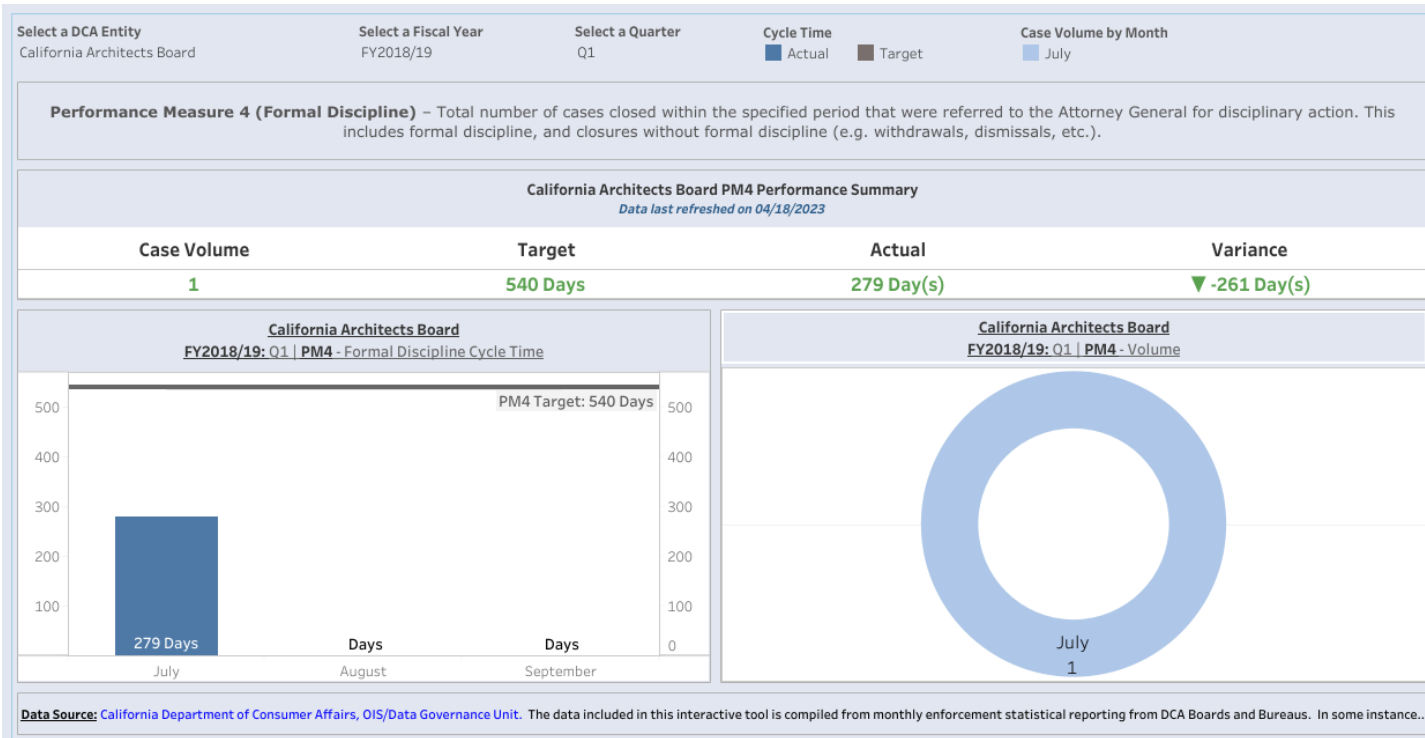 Select a DCA Entity
California Architects Board
Select a Fiscal Year
FY2018/19
Select a Quarter
Q1
Cycle Time
Actual
Target
Case Volume by Month
July
Performance Measure 4 (Formal Discipline) – Total number of cases closed within the specified period that were referred to the Attorney General for disciplinary action. This
includes formal discipline, and closures without formal discipline (e.g. withdrawals, dismissals, etc.).
California Architects Board PM4 Performance Summary
Data last refreshed on 04/18/2023
Case Volume Target Actual Variance
1 540 Days 279 Day(s) ▼ -261 Day(s)
California Architects Board
FY2018/19: Q1 | PM4 - Formal Discipline Cycle Time
PM4 Target: 540 Days
500 500
400 400
300 300
200 200
100 100
0
279 Days Days Days
July August September
California Architects Board
FY2018/19: Q1 | PM4 - Volume
July
1
Data Source: California Department of Consumer Affairs, OIS/Data Governance Unit. The data included in this interactive tool is compiled from monthly enforcement statistical reporting from DCA Boards and Bureaus. In some instance..